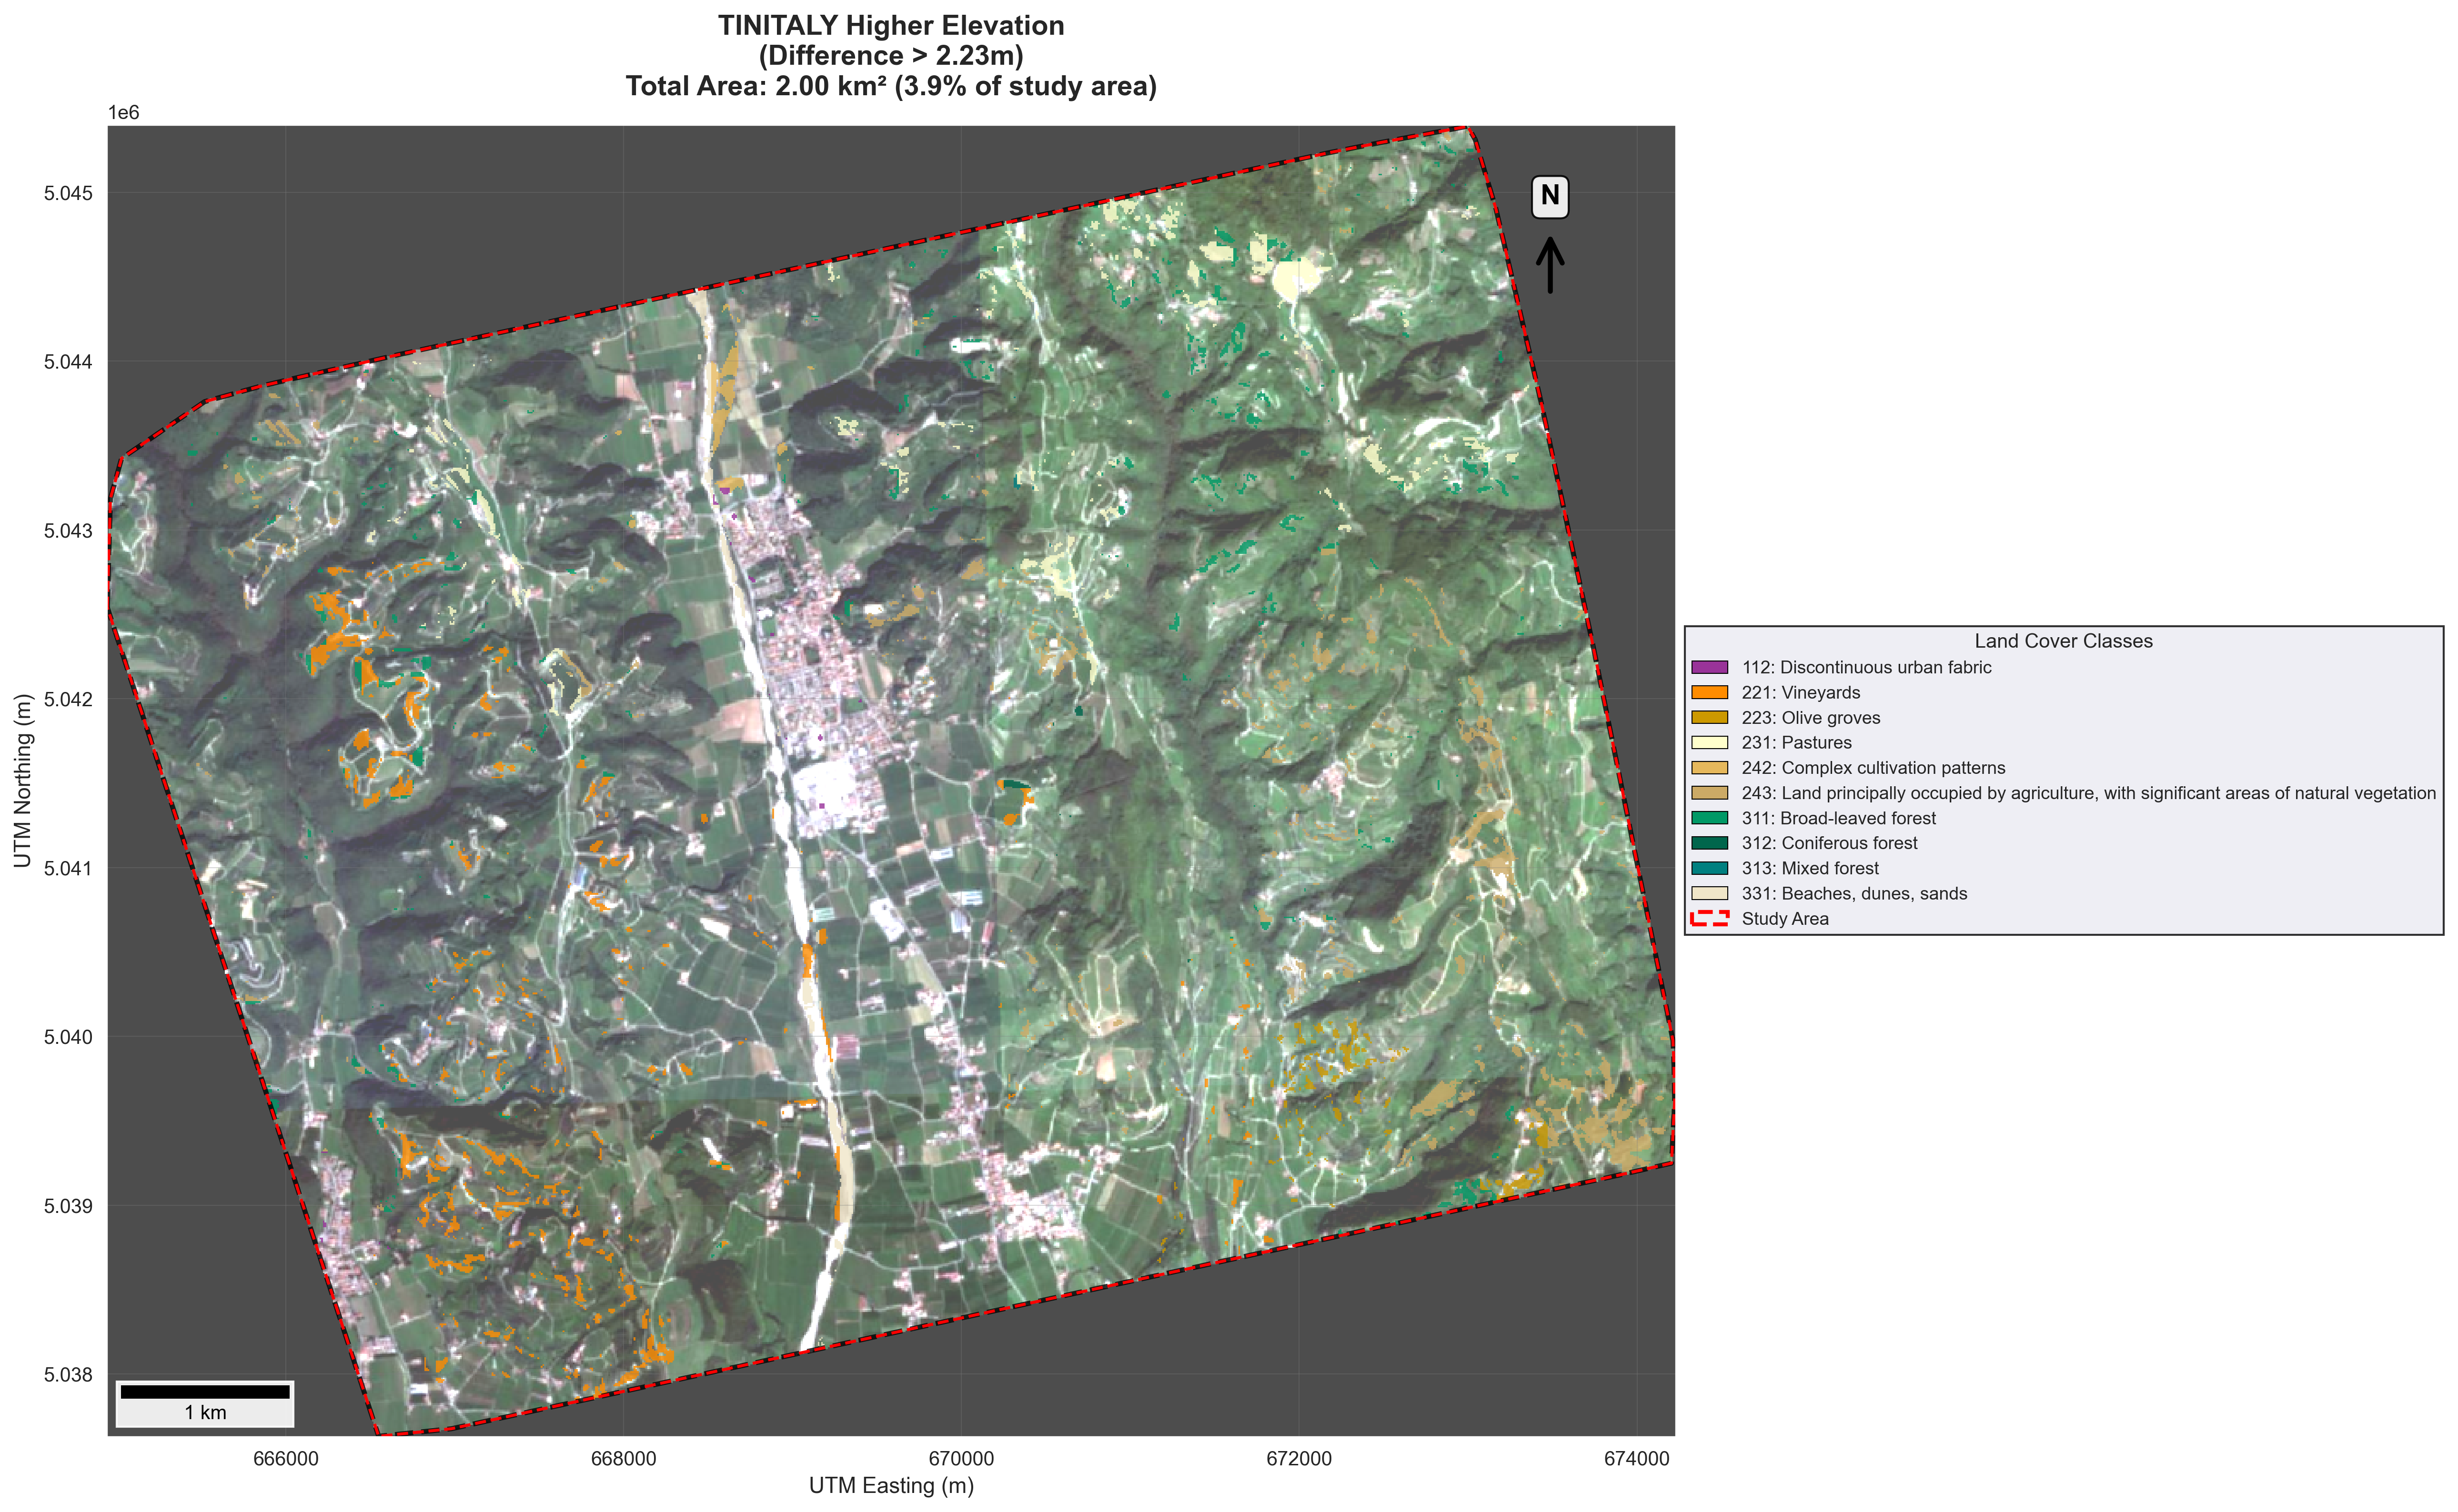 TINITALY Higher Elevation
(Difference > 2.23m)
Total Area: 2.00 km² (3.9% of study area)
1e6
5.045
5.044
5.043
5.042
5.041
5.040
5.039
5.038
UTM Northing (m)
N
1 km
666000
668000
670000
672000
674000
UTM Easting (m)
Land Cover Classes
112: Discontinuous urban fabric
221: Vineyards
223: Olive groves
231: Pastures
242: Complex cultivation patterns
243: Land principally occupied by agriculture, with significant areas of natural vegetation
311: Broad-leaved forest
312: Coniferous forest
313: Mixed forest
331: Beaches, dunes, sands
Study Area